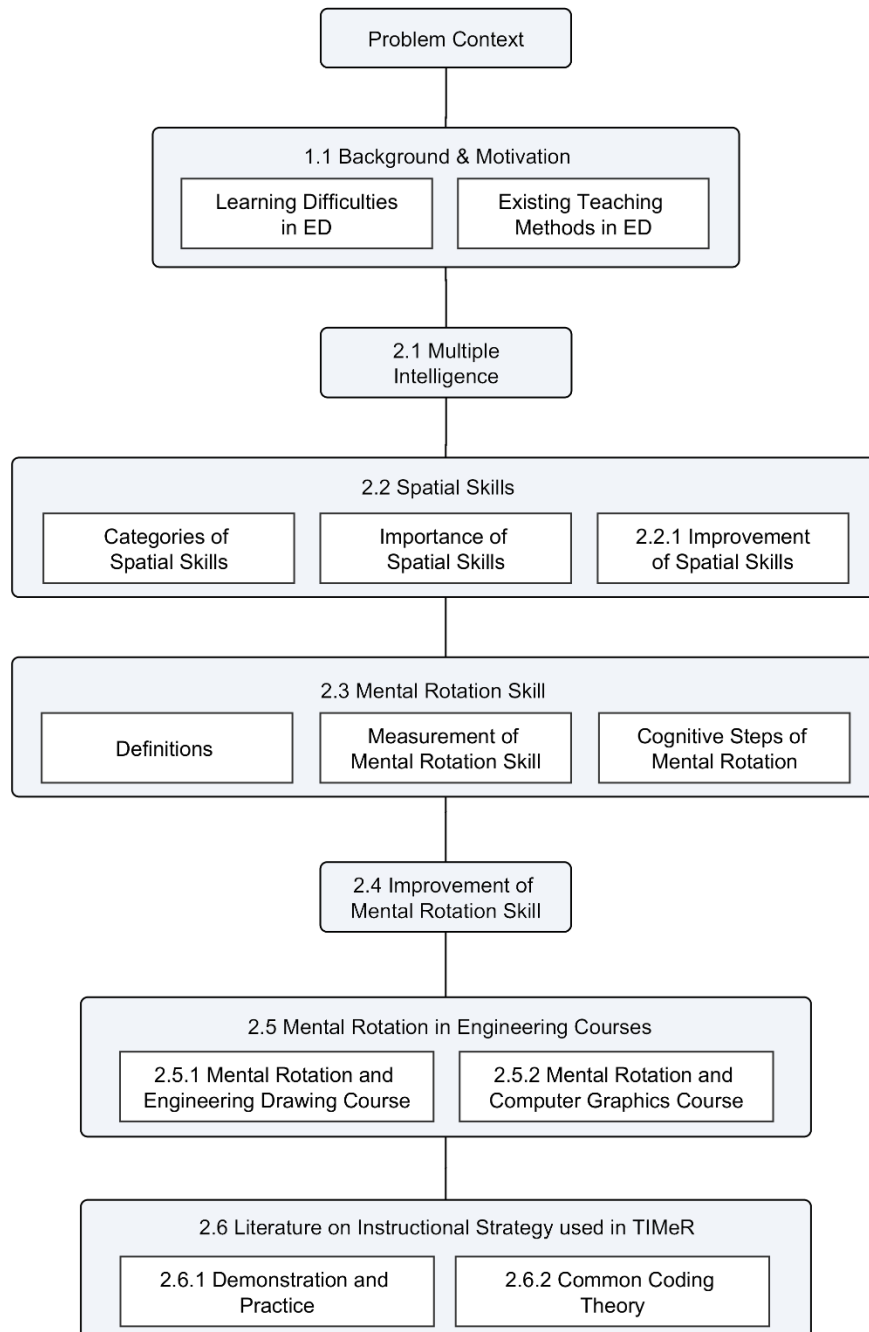 Problem Context
1.1 Background & Motivation
Learning Difficulties
in ED
Existing Teaching
Methods in ED
2.1 Multiple
Intelligence
2.2 Spatial Skills
Categories of
Spatial Skills
Importance of
Spatial Skills
2.2.1 Improvement
of Spatial Skills
2.3 Mental Rotation Skill
Definitions
Measurement of
Mental Rotation Skill
Cognitive Steps of
Mental Rotation
2.4 Improvement of
Mental Rotation Skill
2.5 Mental Rotation in Engineering Courses
2.5.1 Mental Rotation and
Engineering Drawing Course
2.5.2 Mental Rotation and
Computer Graphics Course
2.6 Literature on Instructional Strategy used in TIMeR
2.6.1 Demonstration and
Practice
2.6.2 Common Coding
Theory